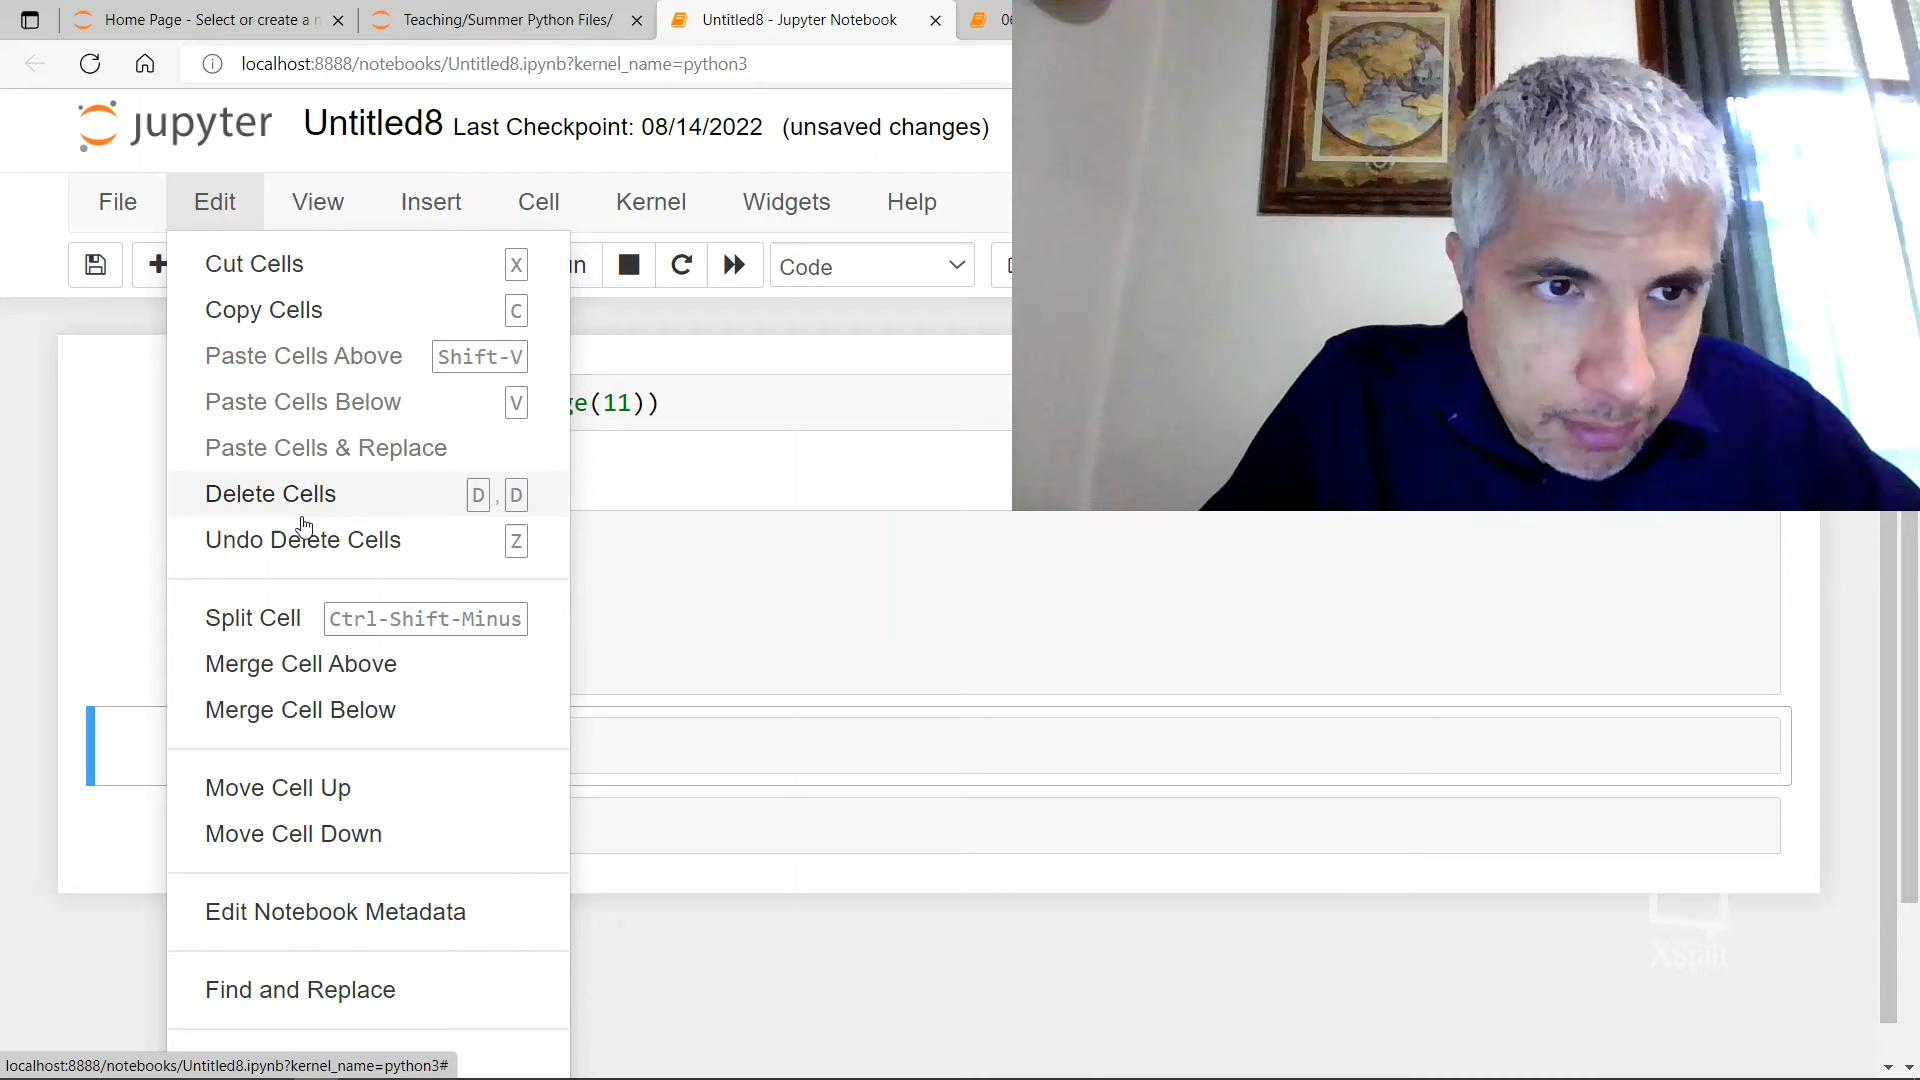 Home Page - Select or create a n
Teaching/Summer Python Files/
Untitled8 - Jupyter Notebook
localhost:8888/notebooks/Untitled8.ipynb?kernel_name=python3
jupyter Untitled8 Last Checkpoint: 08/14/2022 (unsaved changes)
File Edit View Insert Cell Kernel Widgets Help
Code
Cut Cells X
Copy Cells C
Paste Cells Above Shift-V
Paste Cells Below V
ge(11))
Paste Cells & Replace
Delete Cells D, D
Undo Delete Cells Z
Split Cell Ctrl-Shift-Minus
Merge Cell Above
Merge Cell Below
Move Cell Up
Move Cell Down
Edit Notebook Metadata
XSplit
Find and Replace
localhost:8888/notebooks/Untitled8.ipynb?kernel_name=python3#